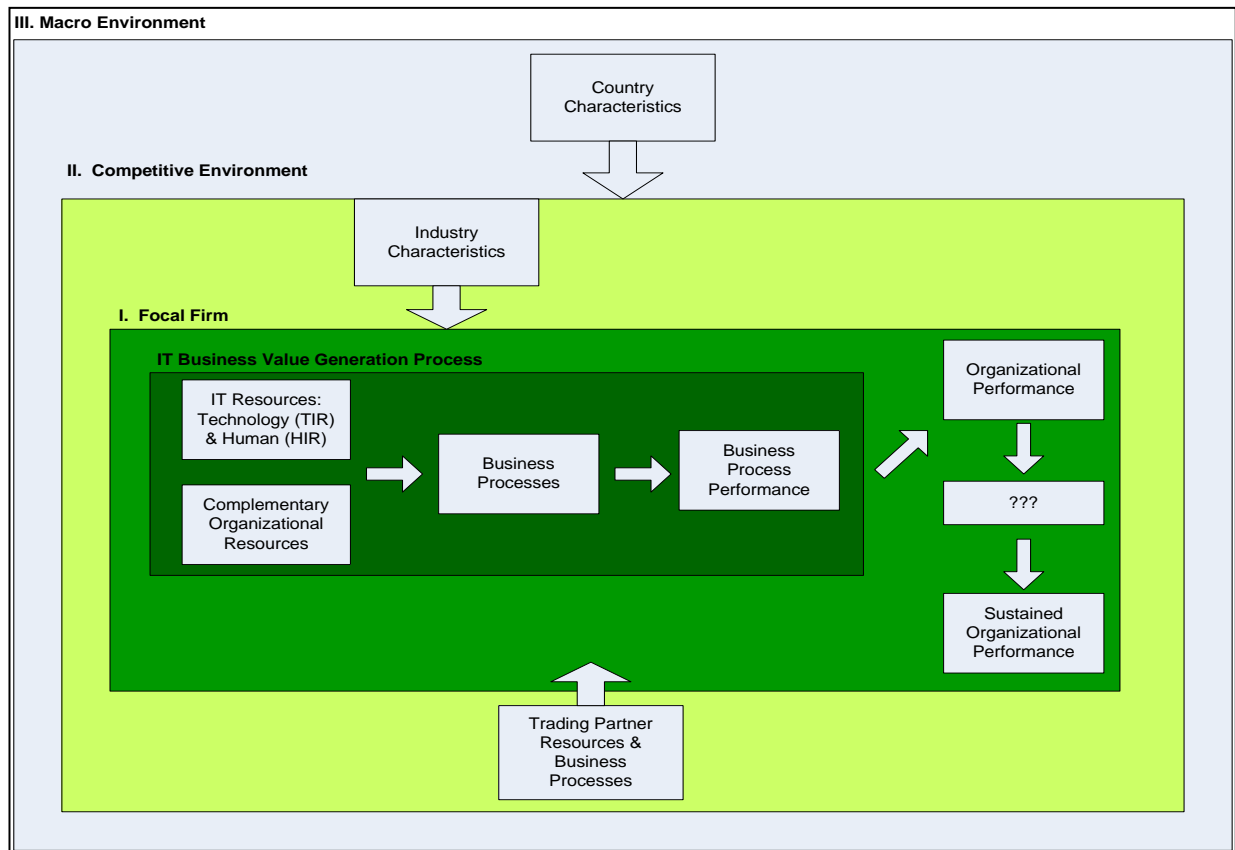 III. Macro Environment
Country
Characteristics
II. Competitive Environment
Industry
Characteristics
I. Focal Firm
IT Business Value Generation Process
IT Resources:
Technology (TIR)
& Human (HIR)
Complementary
Organizational
Resources
Business
Processes
Business
Process
Performance
Organizational
Performance
???
Sustained
Organizational
Performance
Trading Partner
Resources &
Business
Processes